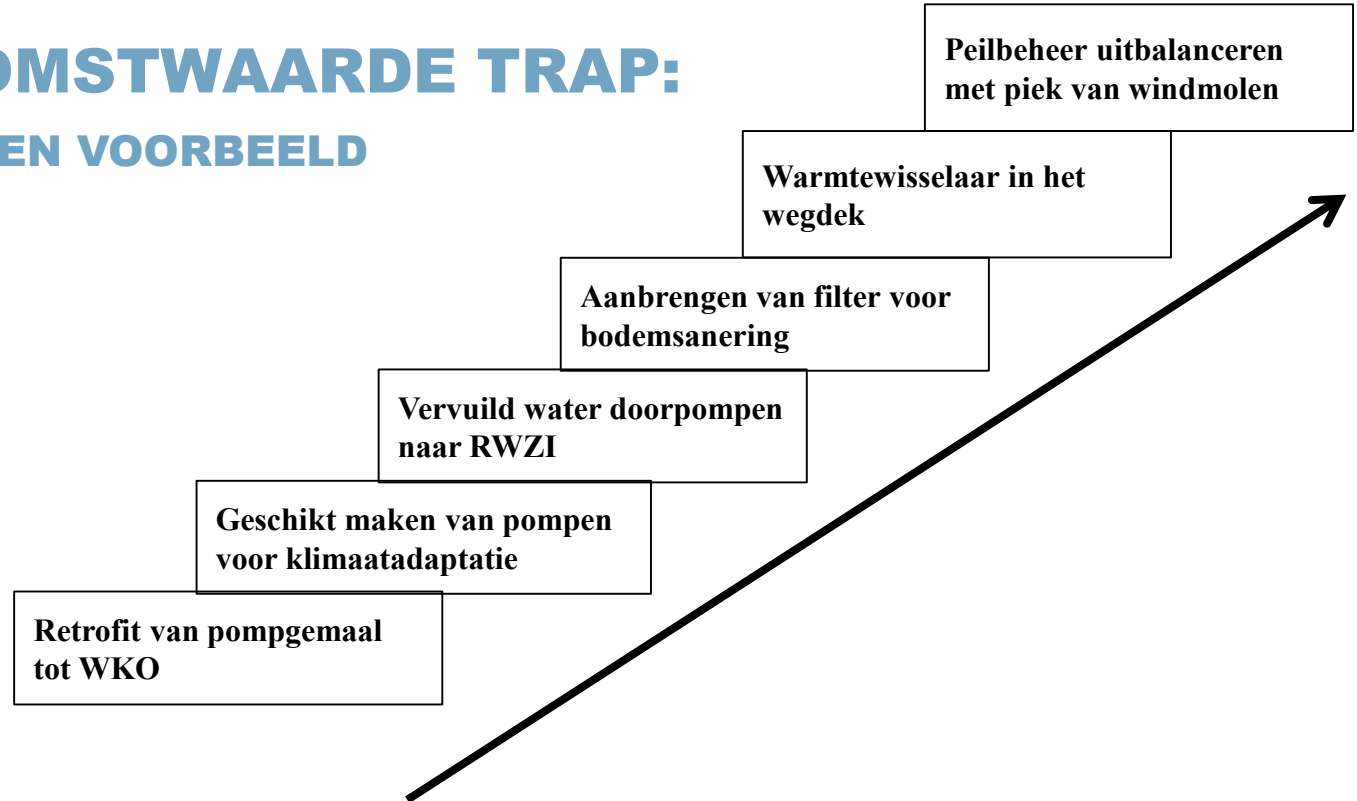 OMSTWAARDE TRAP:
EN VOORBEELD
Peilbeheer uitbalanceren
met piek van windmolen
Warmtewisselaar in het
wegdek
Aanbrengen van filter voor
bodemsanering
Vervuild water doorpompen
naar RWZI
Geschikt maken van pompen
voor klimaatadaptatie
Retrofit van pompgemaal
tot WKO